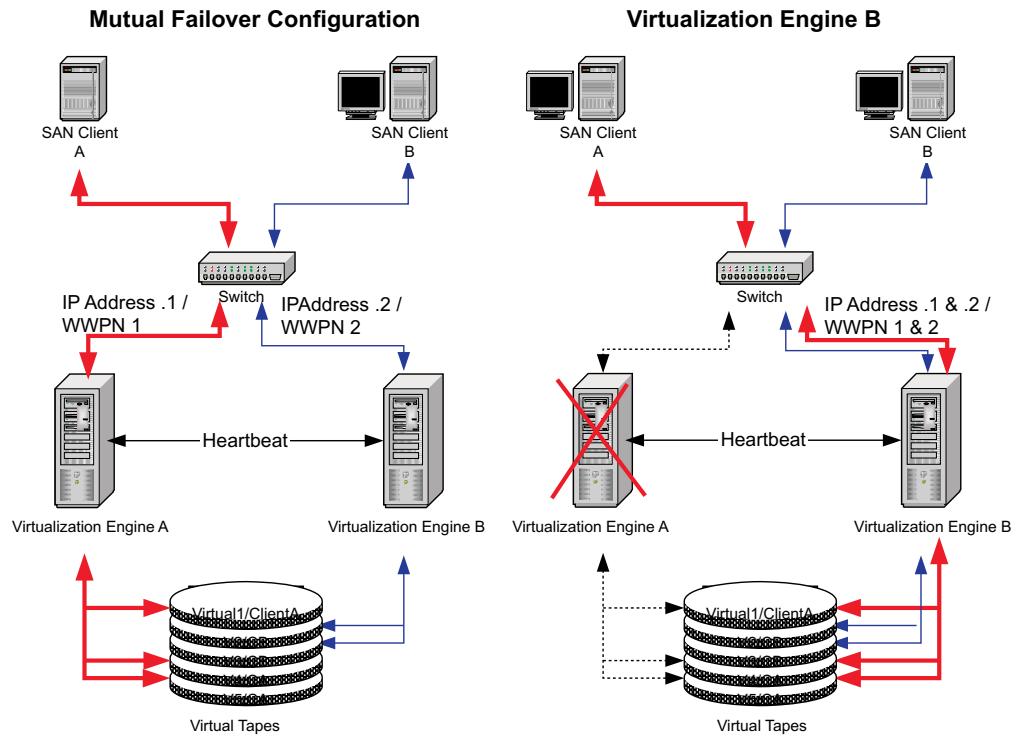 Mutual Failover Configuration
Virtualization Engine B
SAN Client
A
SAN Client
B
SAN Client
A
SAN Client
B
Switch
IP Address .1 /
WWPN 1
IPAddress .2 /
WWPN 2
Switch
IP Address .1 & .2 /
WWPN 1 & 2
Heartbeat
Heartbeat
Virtualization Engine A
Virtualization Engine B
Virtualization Engine A
Virtualization Engine B
Virtual1/ClientA
Virtual1/ClientA
Virtual Tapes
Virtual Tapes